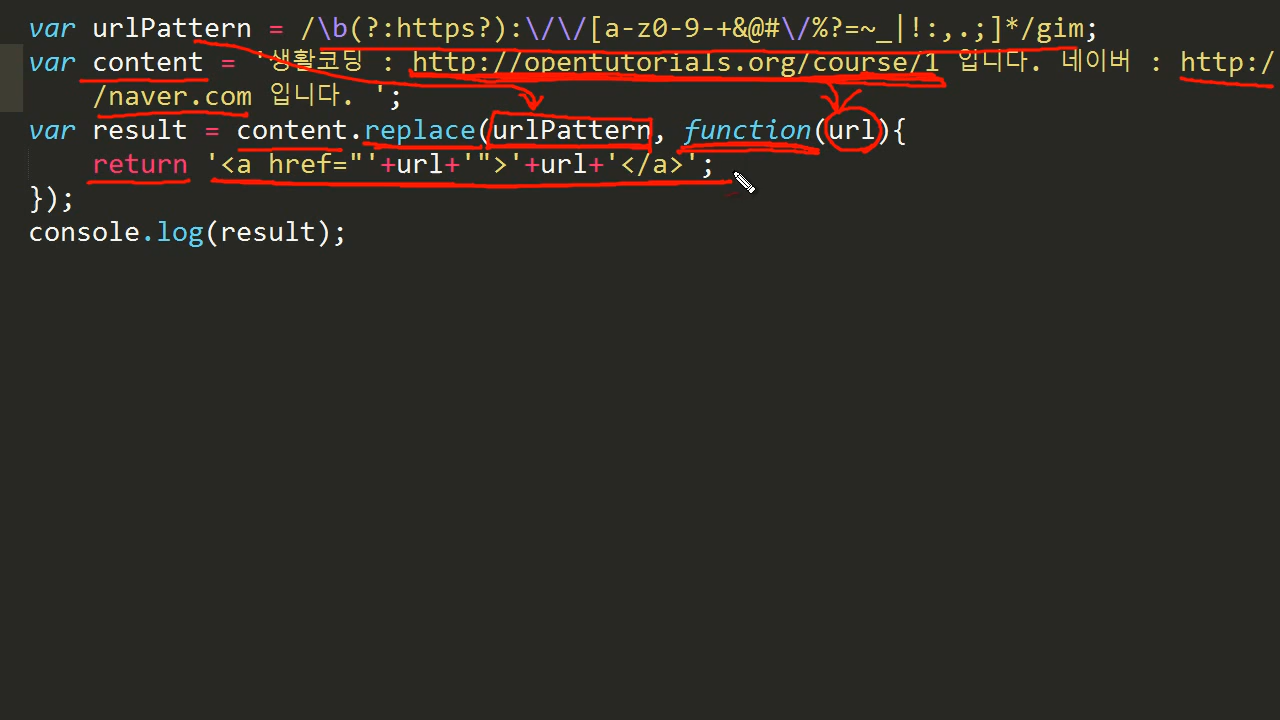 var urlPattern = /\b(?:https?):\/\/[a-z0-9-+&@#\/%?=~_|!:,.;]*/gim;
var content = '생활코딩 : http://opentutorials.org/course/1 입니다. 네이버 : http:/
/naver.com 입니다. ';
var result = content.replace(urlPattern, function(url){
return '<a href="'+url+'">'+url+'</a>';
});
console.log(result);